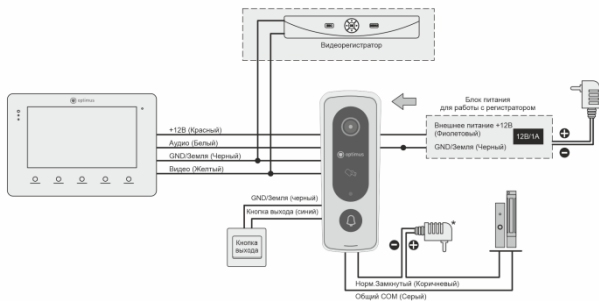 Видеорегистратор
optimus
+12В (Красный)
Аудио (Белый)
GND/Земля (Черный)
Видео (Желтый)
optimus
Блок питания
для работы с регистратором
Внешнее питание +12В
(Фиолетовый)
12В/1А
GND/Земля (Черный)
GND/Земля (черный)
Кнопка выхода (синий)
Кнопка
выхода
*
Норм.Замкнутый (Коричневый)
Общий COM (Серый)